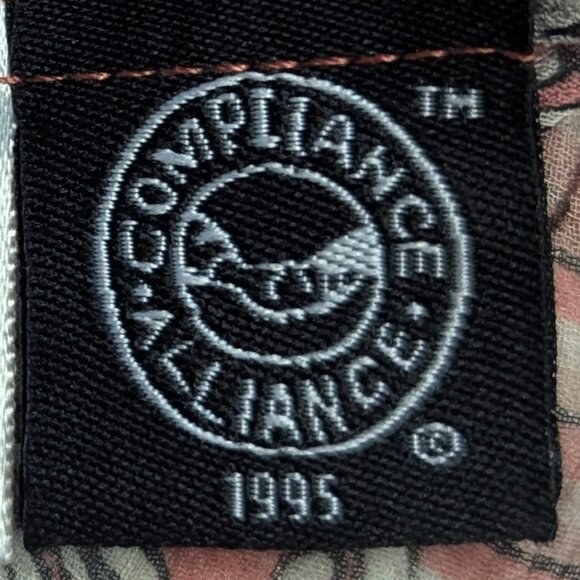 TM
COMPLIANCE
• ALLIANCE •
®
1995